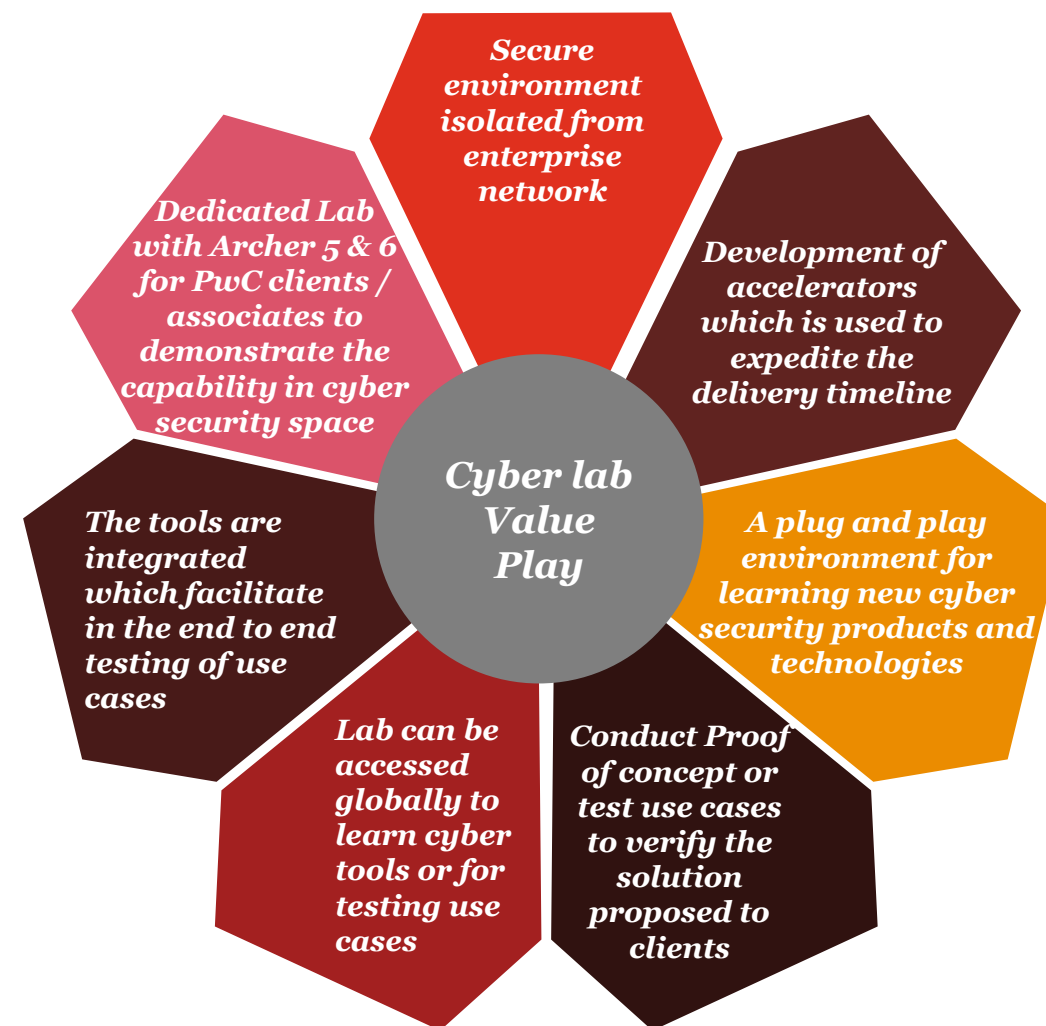 Secure
environment
isolated from
enterprise
network
Development of
accelerators
which is used to
expedite the
delivery timeline
A plug and play
environment for
learning new cyber
security products and
technologies
Conduct Proof
of concept or
test use cases
to verify the
solution
proposed to
clients
Lab can be
accessed
globally to
learn cyber
tools or for
testing use
cases
The tools are
integrated
which facilitate
in the end to end
testing of use
cases
Dedicated Lab
with Archer 5 & 6
for PwC clients /
associates to
demonstrate the
capability in cyber
security space
Cyber lab
Value
Play